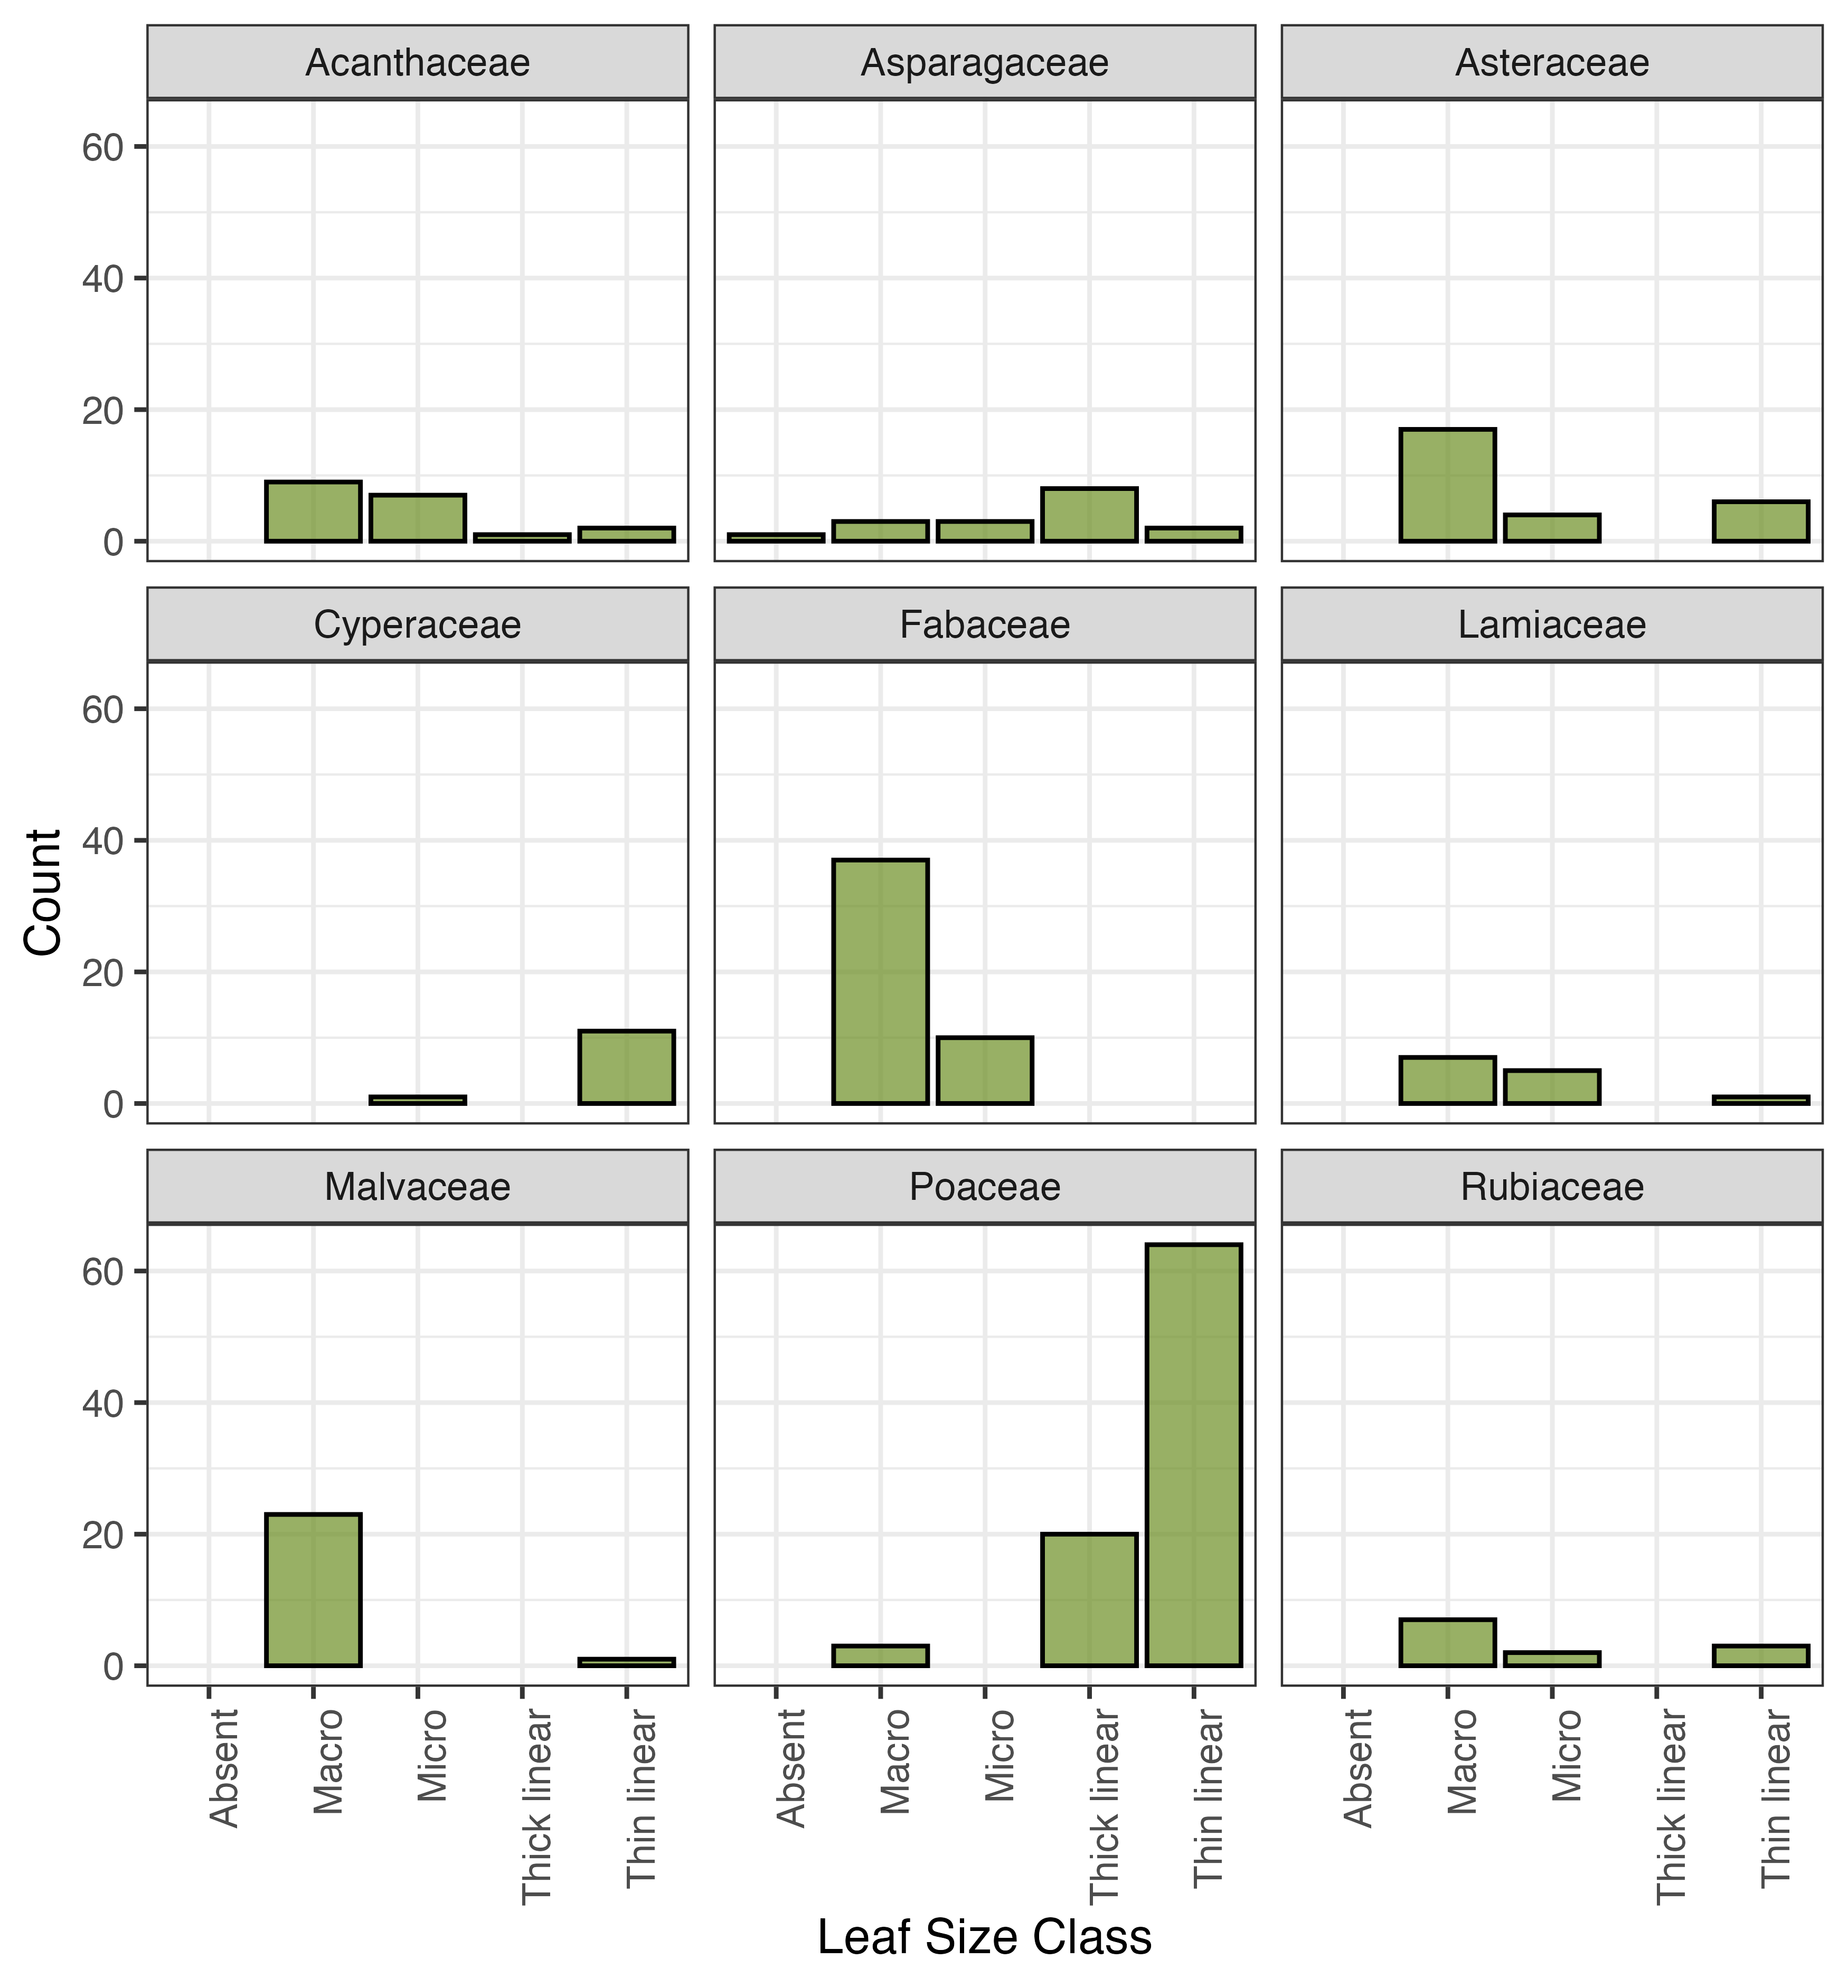 Acanthaceae Asparagaceae Asteraceae
60
40
20
0
Cyperaceae Fabaceae Lamiaceae
60
40
20
0
Count
Malvaceae Poaceae Rubiaceae
60
40
20
0
Absent Macro Micro Thick linear Thin linear Absent Macro Micro Thick linear Thin linear Absent Macro Micro Thick linear Thin linear
Leaf Size Class